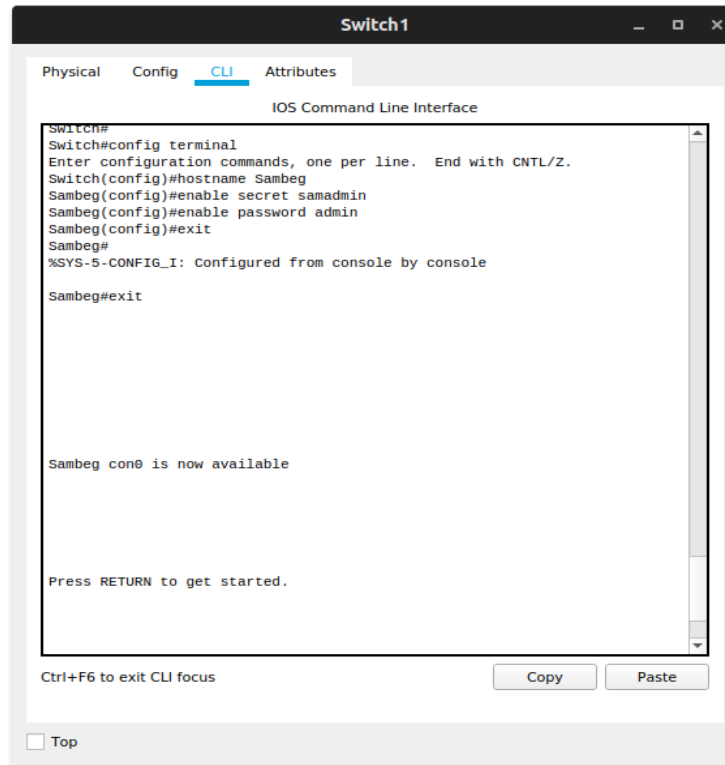 Switch1
Physical Config CLI Attributes
IOS Command Line Interface
Switch#
Switch#config terminal
Enter configuration commands, one per line.  End with CNTL/Z.
Switch(config)#hostname Sambeg
Sambeg(config)#enable secret samadmin
Sambeg(config)#enable password admin
Sambeg(config)#exit
Sambeg#
%SYS-5-CONFIG_I: Configured from console by console
Sambeg#exit
Sambeg con0 is now available
Press RETURN to get started.
Ctrl+F6 to exit CLI focus
Copy Paste
Top